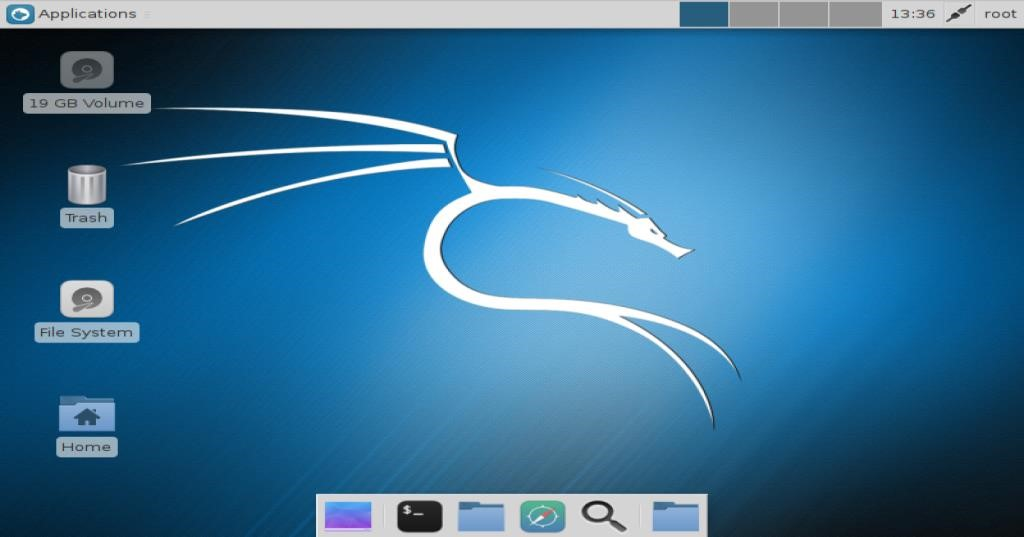 Applications
13:36
root
19 GB Volume
Trash
File System
Home
$_